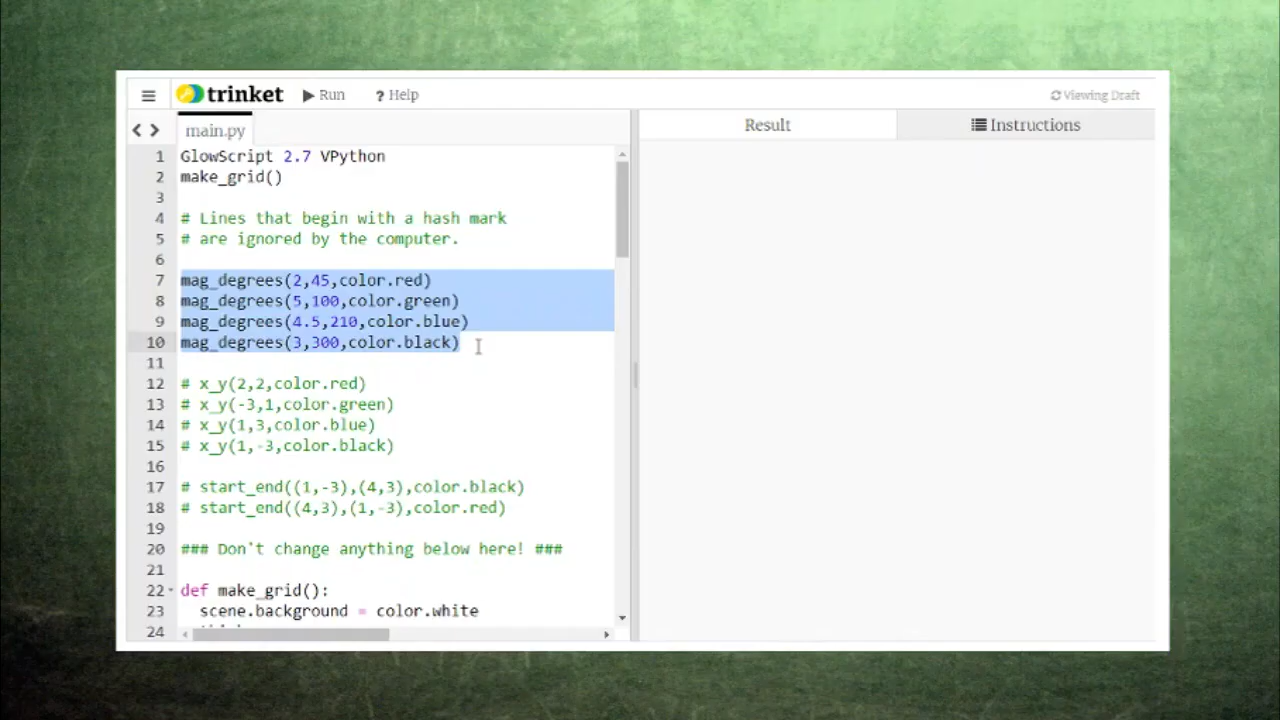 trinket
Run
? Help
Viewing Draft
main.py
Result
Instructions
1 GlowScript 2.7 VPython
2 make_grid()
3
4 # Lines that begin with a hash mark
5 # are ignored by the computer.
6
7 mag_degrees(2,45,color.red)
8 mag_degrees(5,100,color.green)
9 mag_degrees(4.5,210,color.blue)
10 mag_degrees(3,300,color.black)
11
12 # x_y(2,2,color.red)
13 # x_y(-3,1,color.green)
14 # x_y(1,3,color.blue)
15 # x_y(1,-3,color.black)
16
17 # start_end((1,-3),(4,3),color.black)
18 # start_end((4,3),(1,-3),color.red)
19
20 ### Don't change anything below here! ###
21
22 def make_grid():
23 scene.background = color.white
24